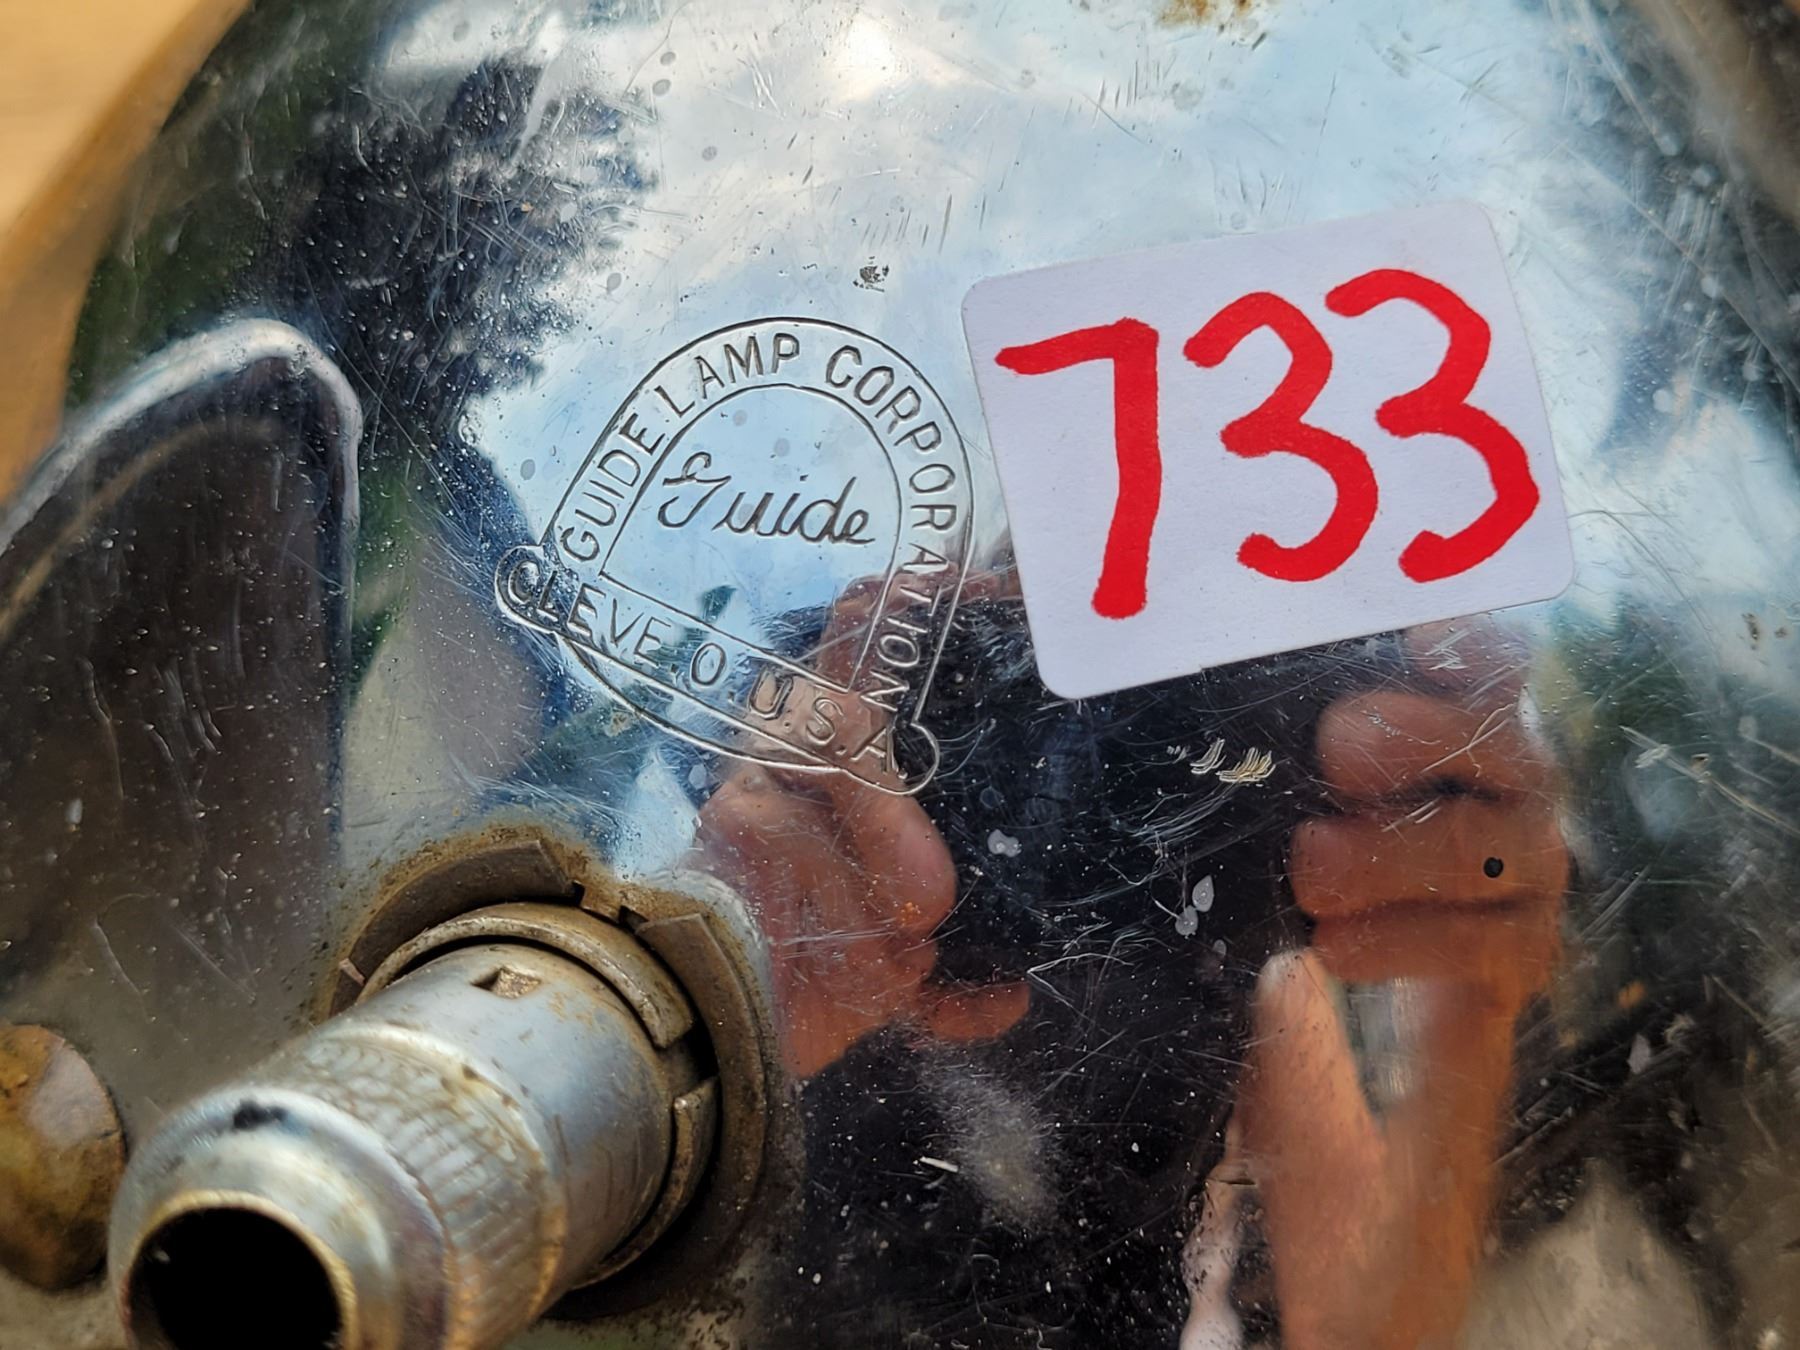 GUIDE LAMP CORPORATION
Guide
CLEVE. O. U.S.A.
733